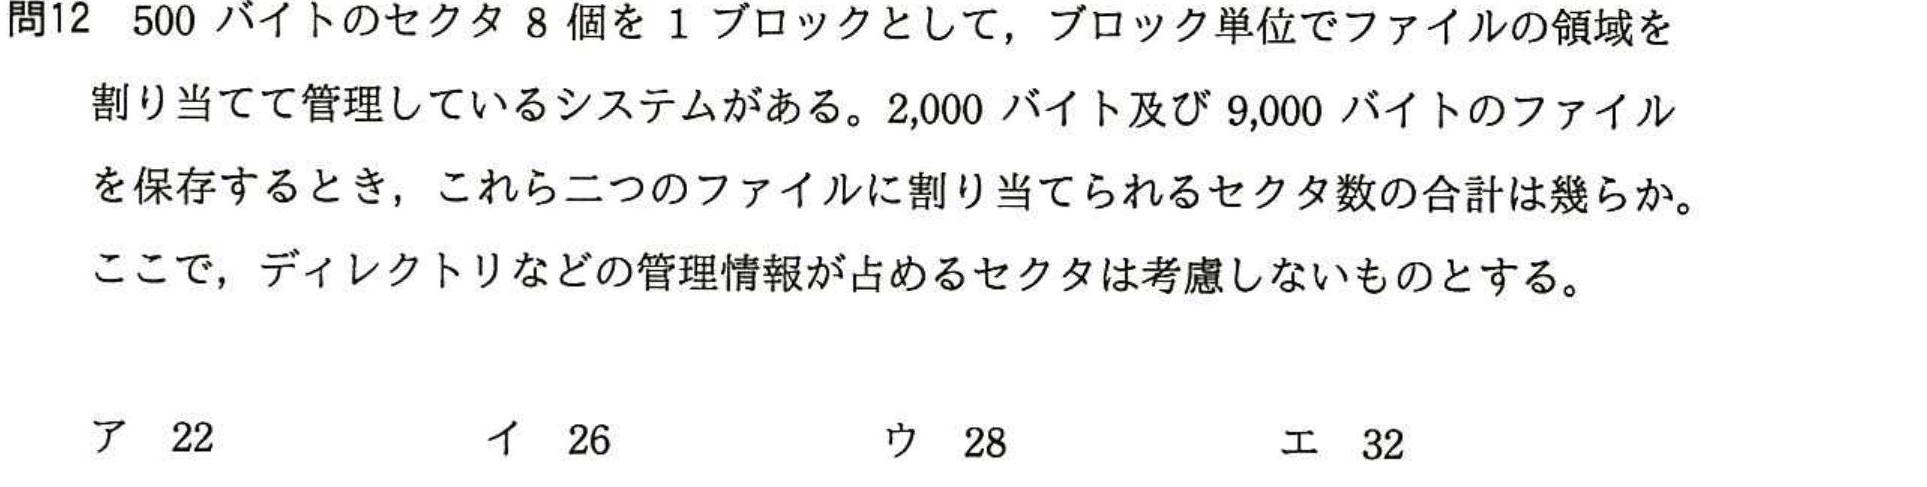 問12 500 バイトのセクタ 8 個を 1 ブロックとして，ブロック単位でファイルの領域を
割り当てて管理しているシステムがある。2,000 バイト及び 9,000 バイトのファイル
を保存するとき，これら二つのファイルに割り当てられるセクタ数の合計は幾らか。
ここで，ディレクトリなどの管理情報が占めるセクタは考慮しないものとする。
ア 22 イ 26 ウ 28 エ 32